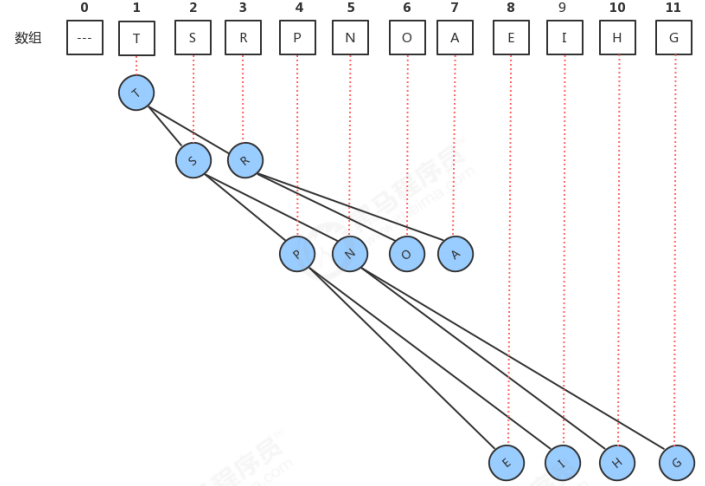 0 1 2 3 4 5 6 7 8 9 10 11
数组 --- T S R P N O A E I H G
T
S R
P N O A
E I H G